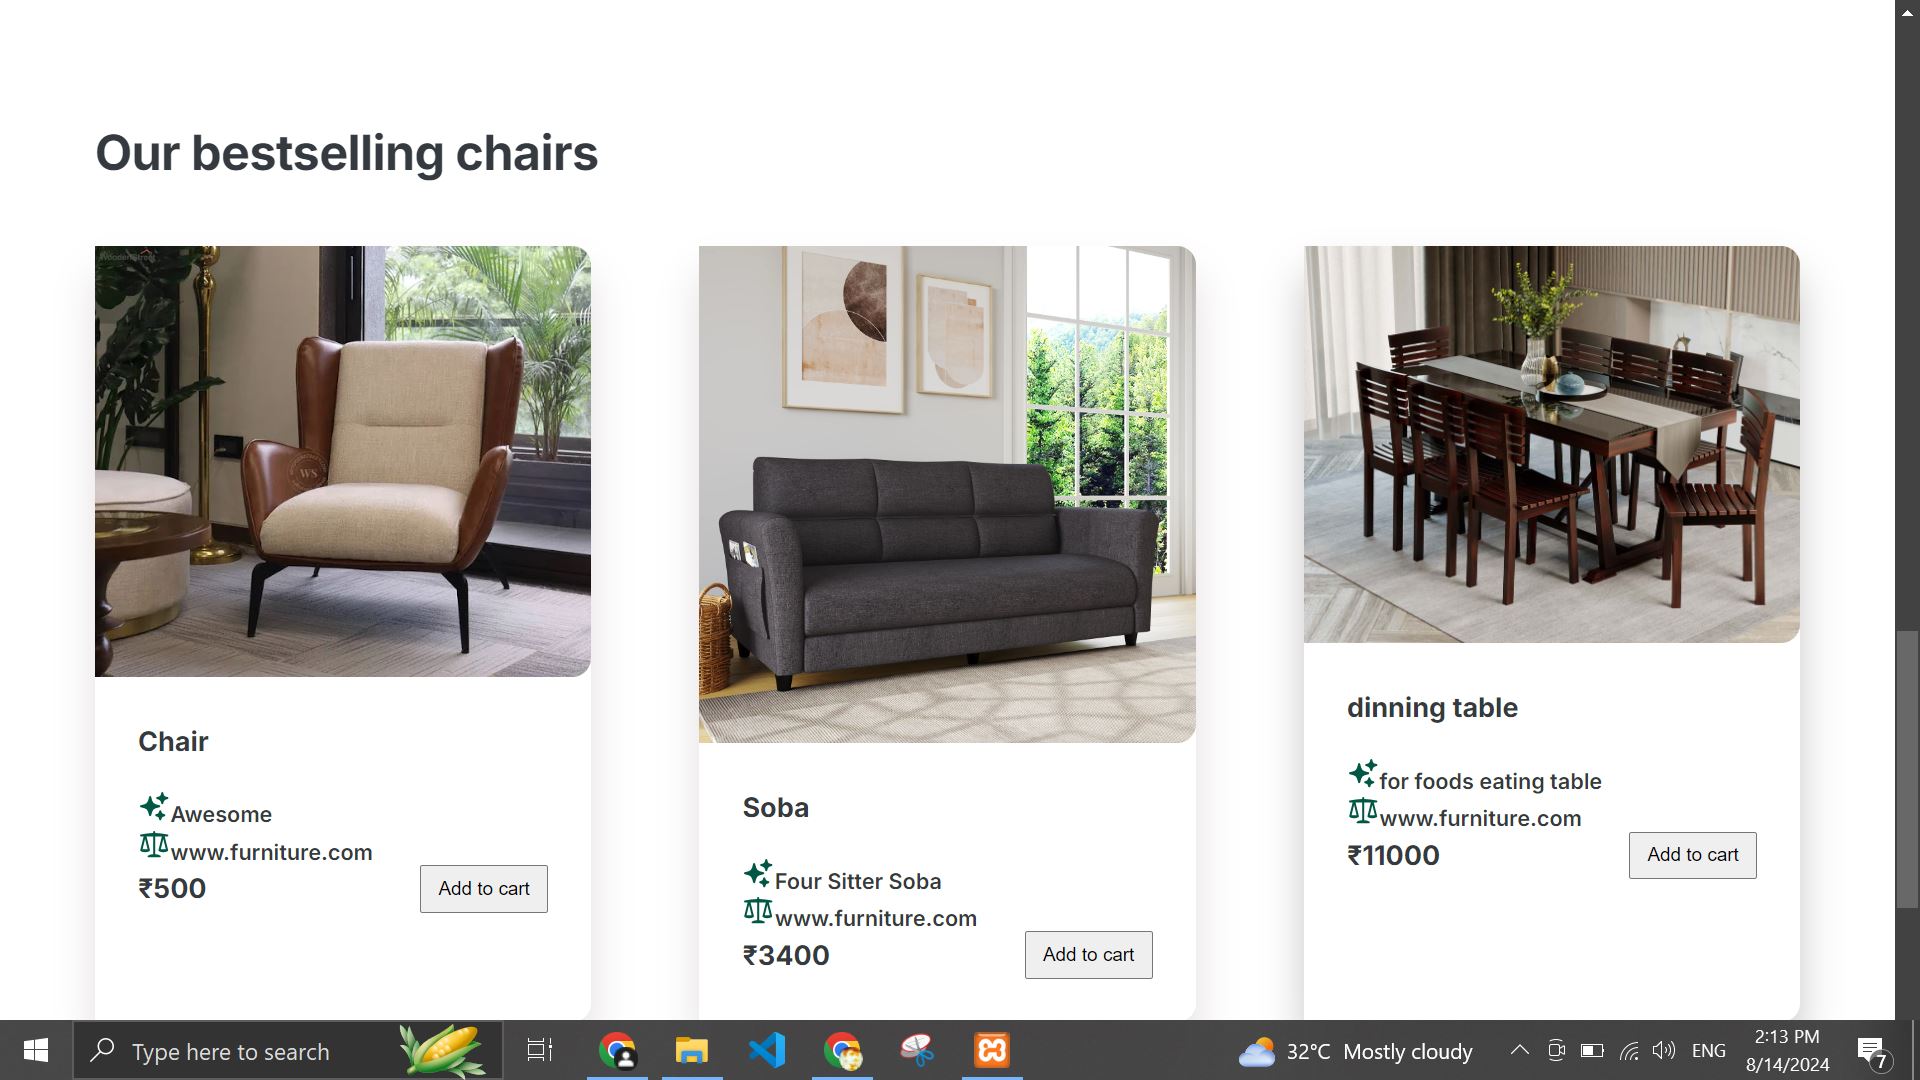 Our bestselling chairs
WoodenStreet
WS
Chair
Awesome
www.furniture.com
₹500
Add to cart
Soba
Four Sitter Soba
www.furniture.com
₹3400
Add to cart
dinning table
for foods eating table
www.furniture.com
₹11000
Add to cart
Type here to search
32°C Mostly cloudy
ENG
2:13 PM
8/14/2024
7